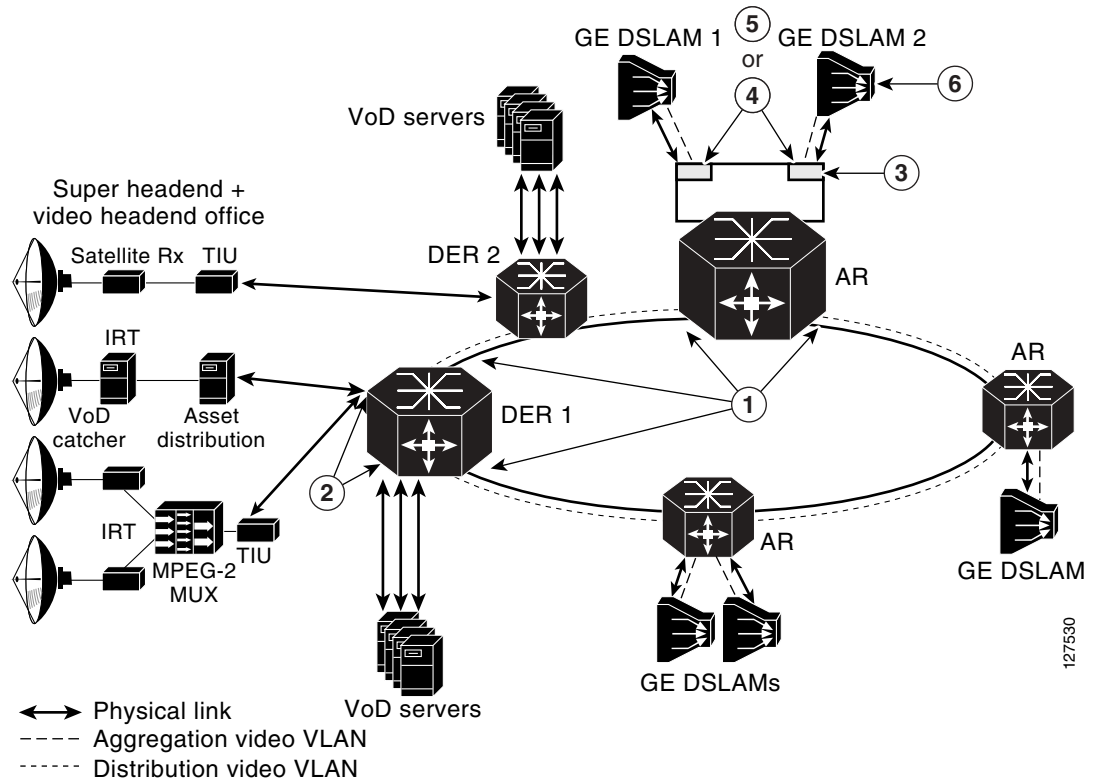 5
GE DSLAM 1
or
GE DSLAM 2
4
6
3
VoD servers
Super headend +
video headend office
Satellite Rx
TIU
DER 2
AR
IRT
VoD
catcher
Asset
distribution
DER 1
1
AR
2
IRT
MPEG-2
MUX
TIU
AR
GE DSLAM
GE DSLAMs
VoD servers
127530
Physical link
Aggregation video VLAN
Distribution video VLAN